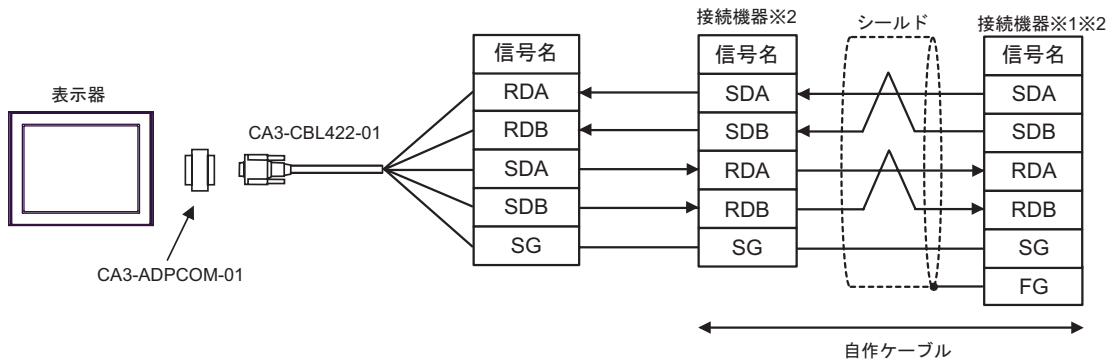 表示器
CA3-ADPCOM-01
CA3-CBL422-01
信号名
RDA
RDB
SDA
SDB
SG
接続機器※2
信号名
SDA
SDB
RDA
RDB
SG
シールド
接続機器※1※2
信号名
SDA
SDB
RDA
RDB
SG
FG
自作ケーブル